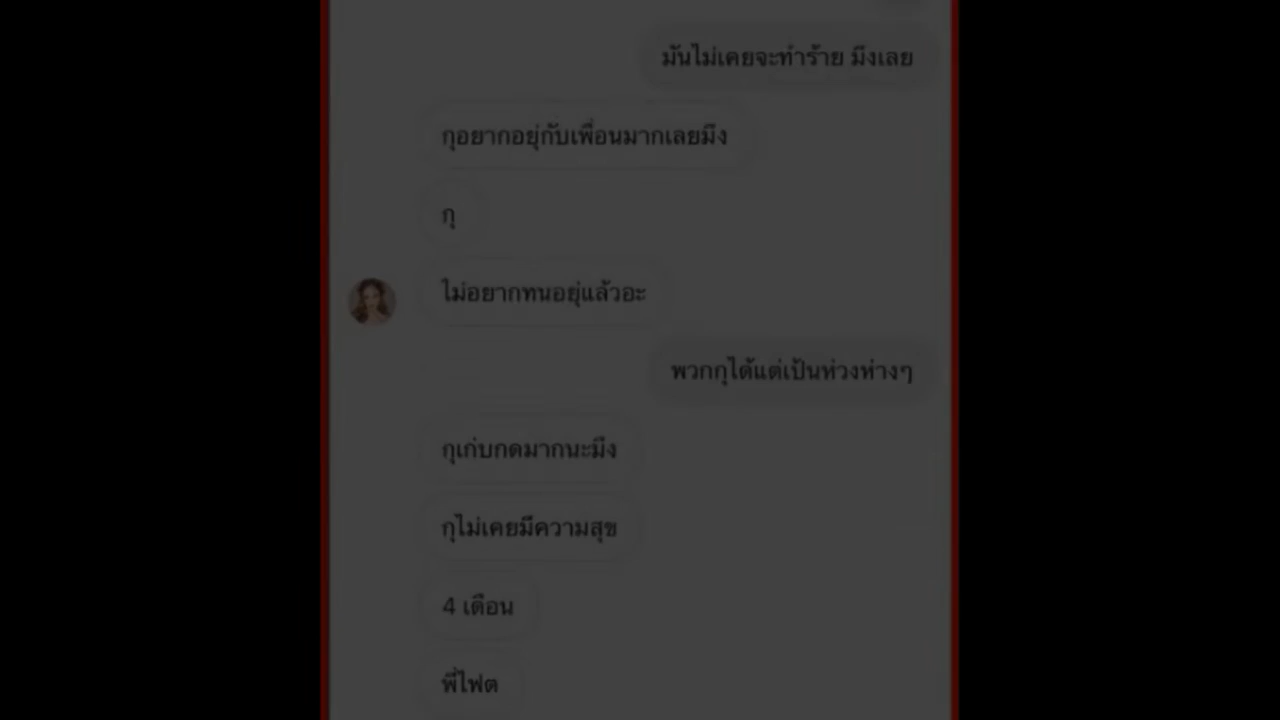 มันไม่เคยจะทำร้าย มึงเลย
กุอยากอยุ่กับเพื่อนมากเลยมึง
กุ
ไม่อยากทนอยุ่แล้วอะ
พวกกุได้แต่เป้นห่วงห่างๆ
กุเก่บกดมากนะมึง
กุไม่เคยมีความสุข
4 เดือน
พี่ไฟต